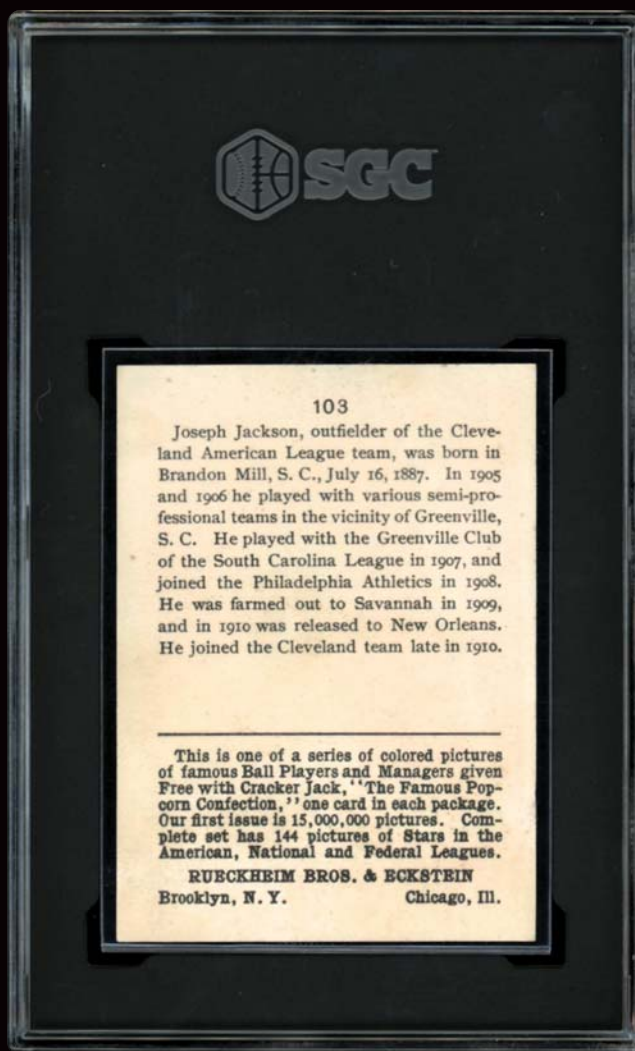 SGC
103
Joseph Jackson, outfielder of the Cleve-
land American League team, was born in
Brandon Mill, S. C., July 16, 1887. In 1905
and 1906 he played with various semi-pro-
fessional teams in the vicinity of Greenville,
S. C. He played with the Greenville Club
of the South Carolina League in 1907, and
joined the Philadelphia Athletics in 1908.
He was farmed out to Savannah in 1909,
and in 1910 was released to New Orleans.
He joined the Cleveland team late in 1910.
This is one of a series of colored pictures
of famous Ball Players and Managers given
Free with Cracker Jack, "The Famous Pop-
corn Confection," one card in each package.
Our first issue is 15,000,000 pictures. Com-
plete set has 144 pictures of Stars in the
American, National and Federal Leagues.
RUECKHEIM BROS. & ECKSTEIN
Brooklyn, N. Y. Chicago, Ill.